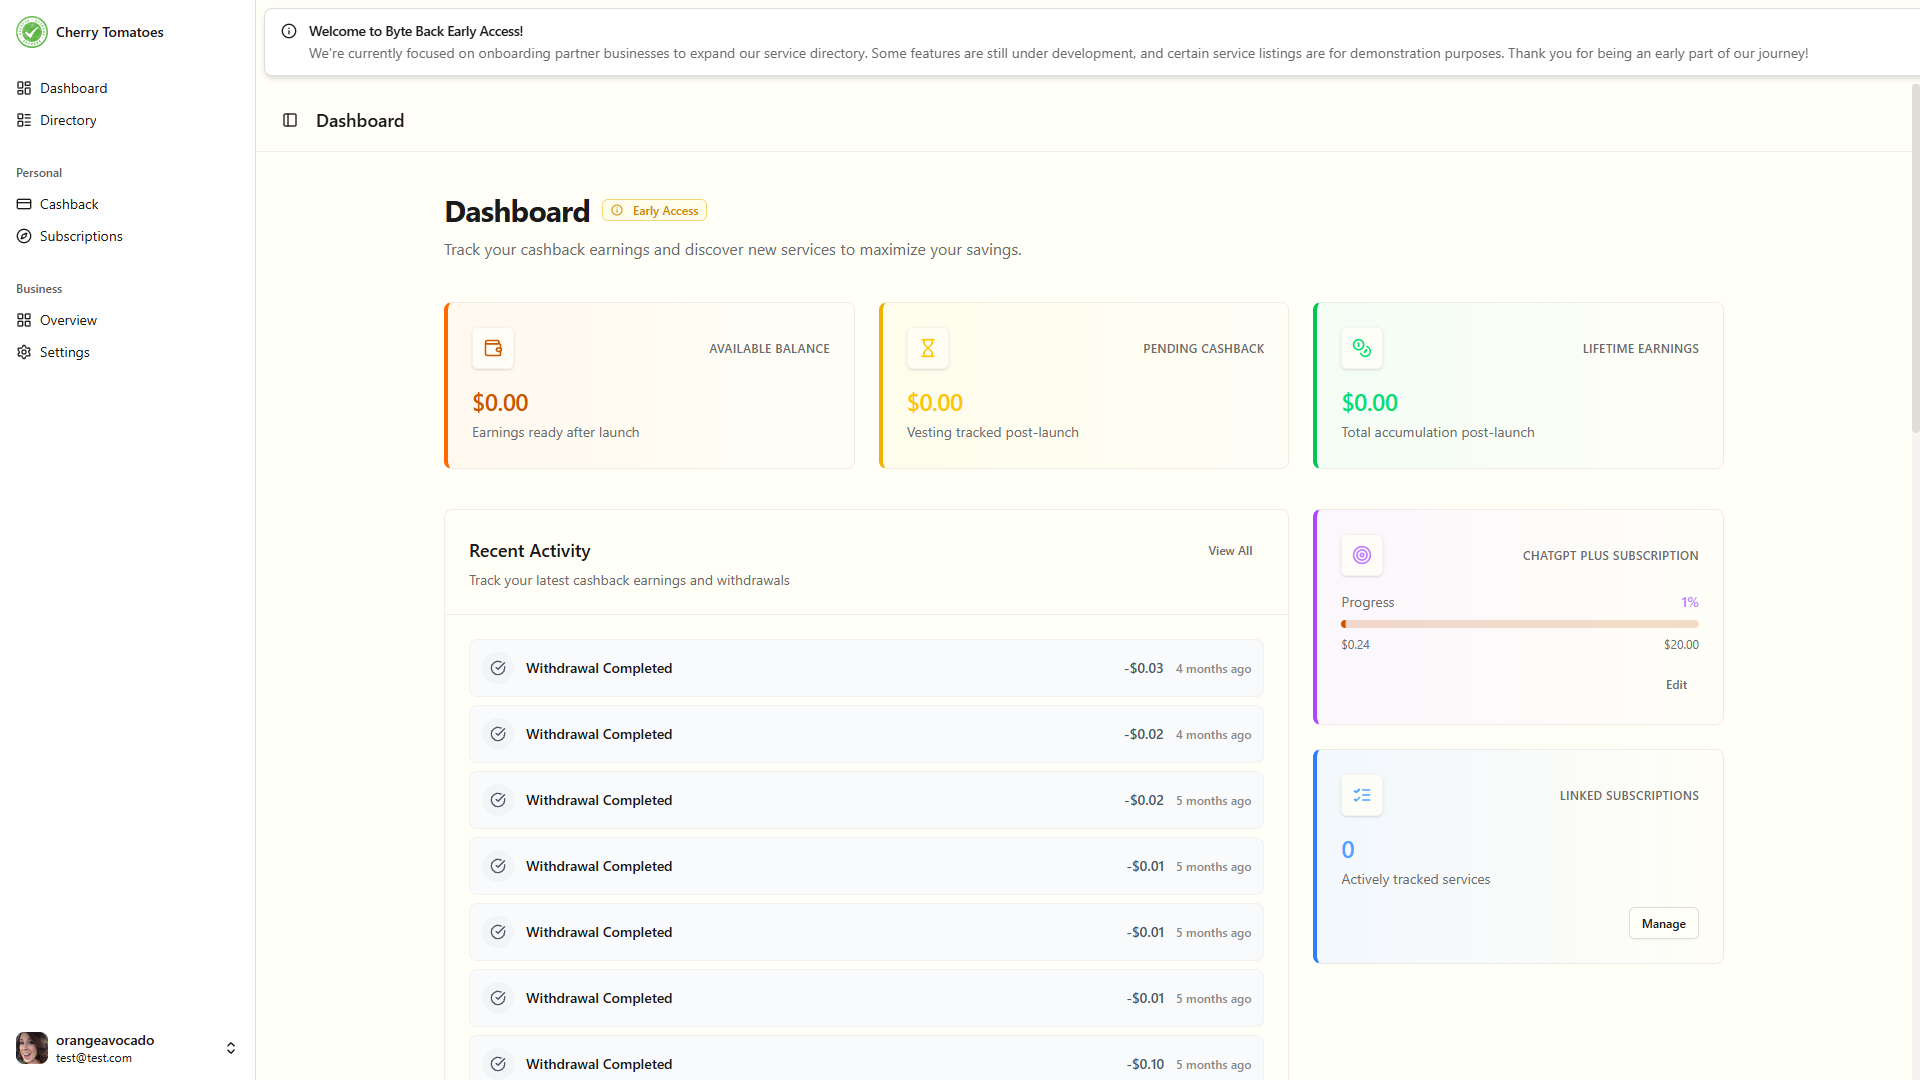 Cherry Tomatoes
Dashboard
Directory
Personal
Cashback
Subscriptions
Business
Overview
Settings
orangeavocado
test@test.com
Welcome to Byte Back Early Access!
We're currently focused on onboarding partner businesses to expand our service directory. Some features are still under development, and certain service listings are for demonstration purposes. Thank you for being an early part of our journey!
Dashboard
Dashboard
Early Access
Track your cashback earnings and discover new services to maximize your savings.
AVAILABLE BALANCE
$0.00
Earnings ready after launch
PENDING CASHBACK
$0.00
Vesting tracked post-launch
LIFETIME EARNINGS
$0.00
Total accumulation post-launch
Recent Activity
View All
Track your latest cashback earnings and withdrawals
Withdrawal Completed -$0.03 4 months ago
Withdrawal Completed -$0.02 4 months ago
Withdrawal Completed -$0.02 5 months ago
Withdrawal Completed -$0.01 5 months ago
Withdrawal Completed -$0.01 5 months ago
Withdrawal Completed -$0.01 5 months ago
Withdrawal Completed -$0.10 5 months ago
CHATGPT PLUS SUBSCRIPTION
Progress 1%
$0.24 $20.00
Edit
LINKED SUBSCRIPTIONS
0
Actively tracked services
Manage